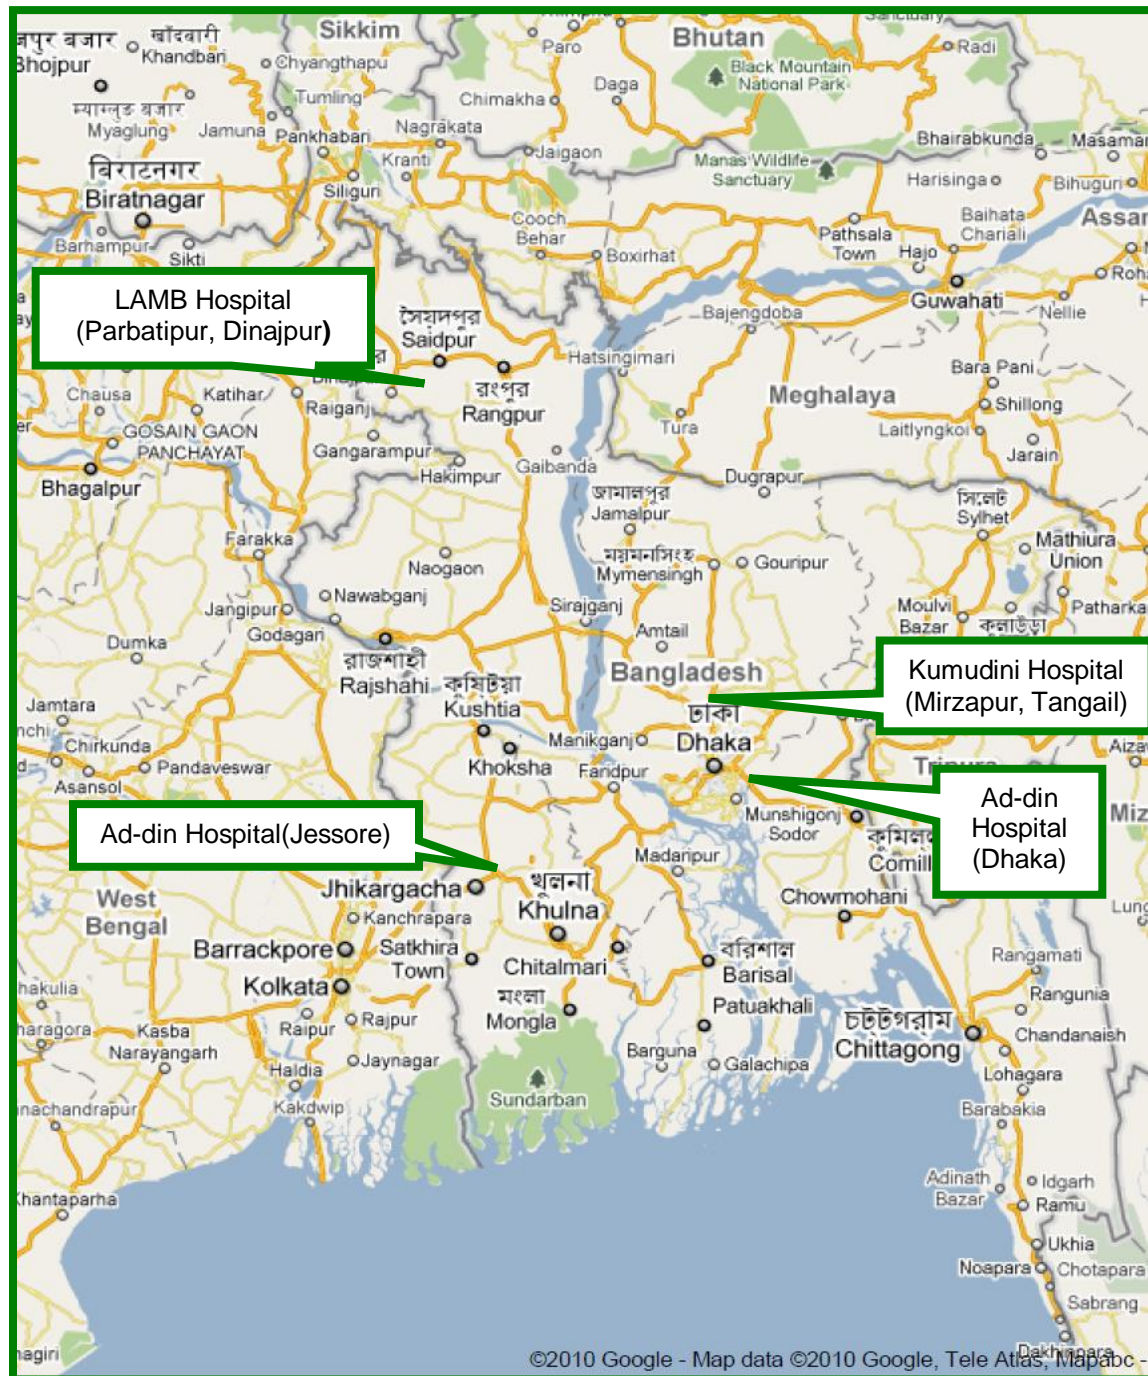 Sikkim
Bhutan
Sanctuary
खाँदवारी
Khandbari
Bhojpur
Chyangthapu
Paro
Radi
Black Mountain
National Park
Daga
Chimakha
Tumling
Myaglung
Jamuna
Pankhabari
Nagrakata
Bhairabkunda
Jaigaon
Manas Wildlife
Sanctuary
Kranti
Siliguri
Harisinga
Bihuguri
Biratnagar
Cooch
Behar
Baihata
Chariali
Pathsala
Town
Hajo
Barhampur
Sikti
Boxirhat
Guwahati
Nellie
Bajengdoba
LAMB Hospital
(Parbatipur, Dinajpur)
সৈয়দপুর
Saidpur
Hatsingimari
রংপুর
Rangpur
Bara Pani
Meghalaya
Shillong
Chausa
Katihar
Raiganj
Tura
Laitlyngkoi
Jarain
GOSAIN GAON
PANCHAYAT
Gangarampur
Hakimpur
Gaibanda
Dugrapur
Bhagalpur
জামালপুর
Jamalpur
সিলেট
Sylhet
Farakka
Mathiura
Union
ময়মনসিংহ
Mymensingh
Gouripur
Naogaon
Nawabganj
Jangipur
Godagari
Sirajganj
Moulvi
Bazar
কুলাউড়া
Dumka
Amtail
রাজশাহী
Rajshahi
কুষ্টিয়া
Kushtia
Bangladesh
Kumudini Hospital
(Mirzapur, Tangail)
ঢাকা
Dhaka
Jamtara
Chirkunda
Pandaveswar
Asansol
Khoksha
Manikganj
Faridpur
Tripura
Ad-din
Hospital
(Dhaka)
Munshigonj
Sodor
Ad-din Hospital(Jessore)
Madaripur
Jhikargacha
খুলনা
Khulna
Chowmohani
West
Bengal
Kanchrapara
Barrackpore
Satkhira
Town
Chitalmari
বরিশাল
Barisal
Rangamati
Kolkata
মংলা
Mongla
Patuakhali
Rangunia
চট্টগ্রাম
Chittagong
Chandanaish
Kasba
Raipur
Rajpur
Narayangarh
Jaynagar
Barguna
Galachipa
Haldia
Lohagara
Kakdwip
Sundarban
Barabakia
Adinath
Bazar
Idgarh
Ramu
Ukhia
Noapara
Chotapara
Sabrang
Dakhinpara
©2010 Google - Map data ©2010 Google, Tele Atlas, Mapabc -